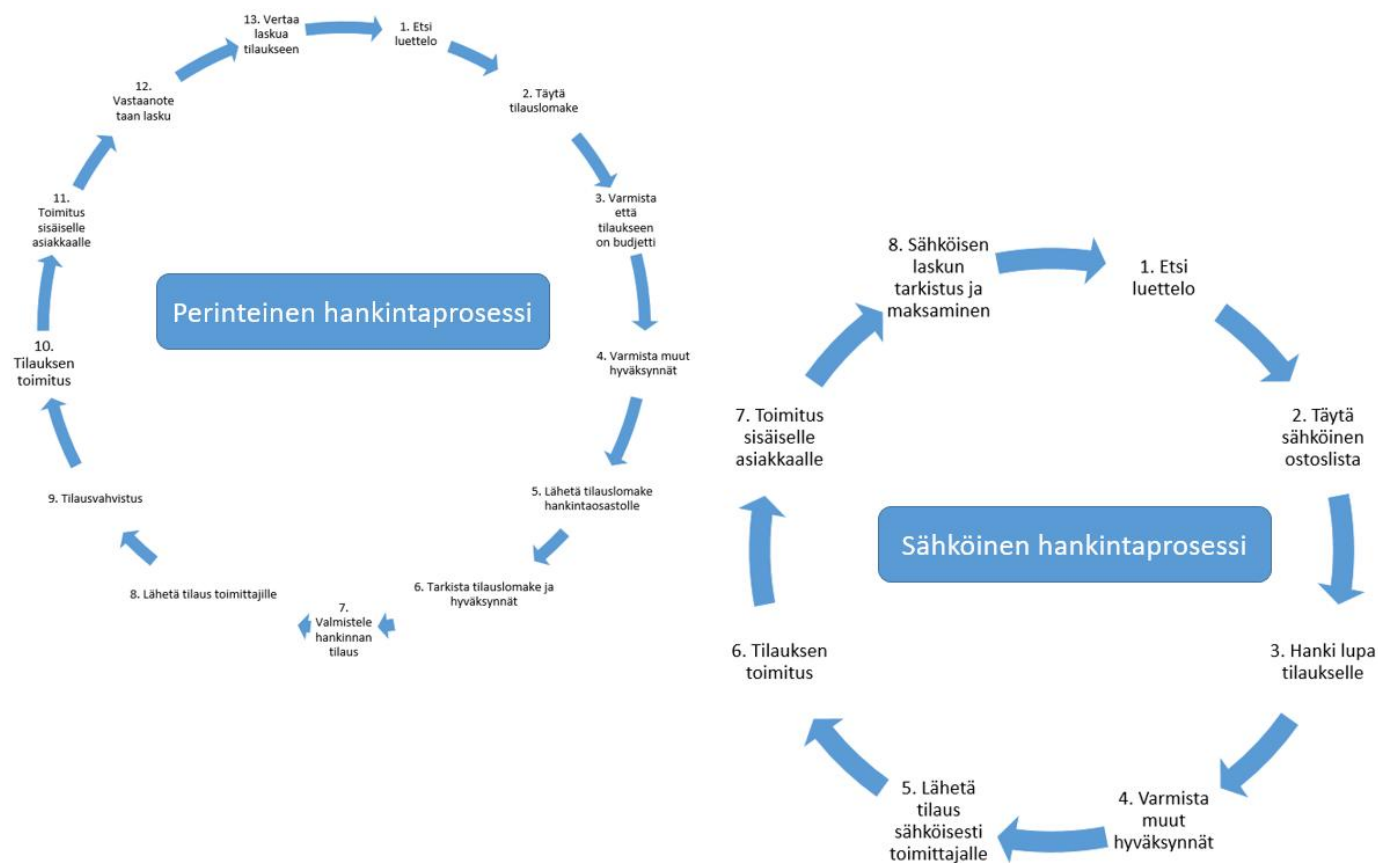 13. Vertaa
laskua
tilaukseen
1. Etsi
luettelo
2. Täytä
tilauslomake
3. Varmista
että
tilaukseen
on budjetti
4. Varmista muut
hyväksynnät
5. Lähetä tilauslomake
hankintaosastolle
6. Tarkista tilauslomake ja
hyväksynnät
7.
Valmistele
hankinnan
tilaus
8. Lähetä tilaus toimittajille
9. Tilausvahvistus
10.
Tilauksen
toimitus
11.
Toimitus
sisäiselle
asiakkaalle
12.
Vastaanote
taan lasku
Perinteinen hankintaprosessi
8. Sähköisen
laskun
tarkistus ja
maksaminen
1. Etsi
luettelo
2. Täytä
sähköinen
ostoslista
3. Hanki lupa
tilaukselle
4. Varmista
muut
hyväksynnät
5. Lähetä
tilaus
sähköisesti
toimittajalle
6. Tilauksen
toimitus
7. Toimitus
sisäiselle
asiakkaalle
Sähköinen hankintaprosessi